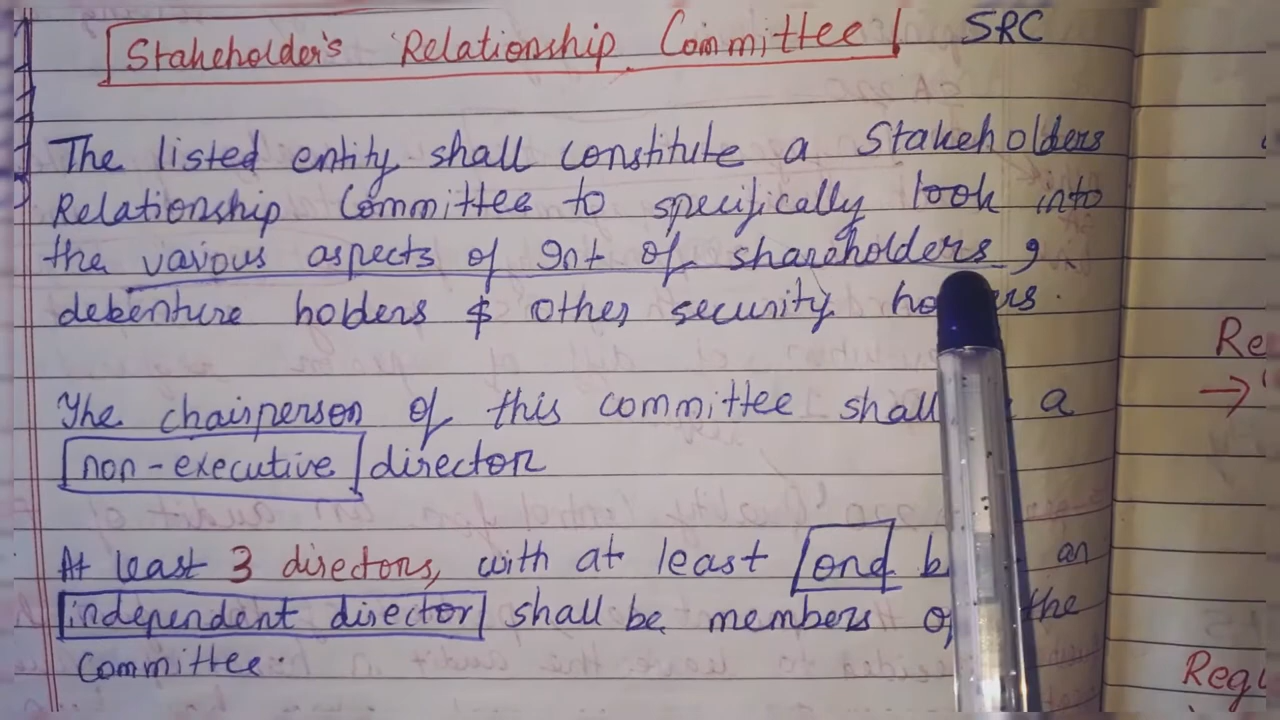 Stakeholder's Relationship Committee SRC
The listed entity shall constitute a Stakeholders
Relationship Committee to specifically look into
the various aspects of Int of shareholders,
debenture holders & other security holders.
The chairperson of this committee shall a
non-executive director
At least 3 directors, with at least one an
independent director shall be members of the
Committee.
Re
→
Regu